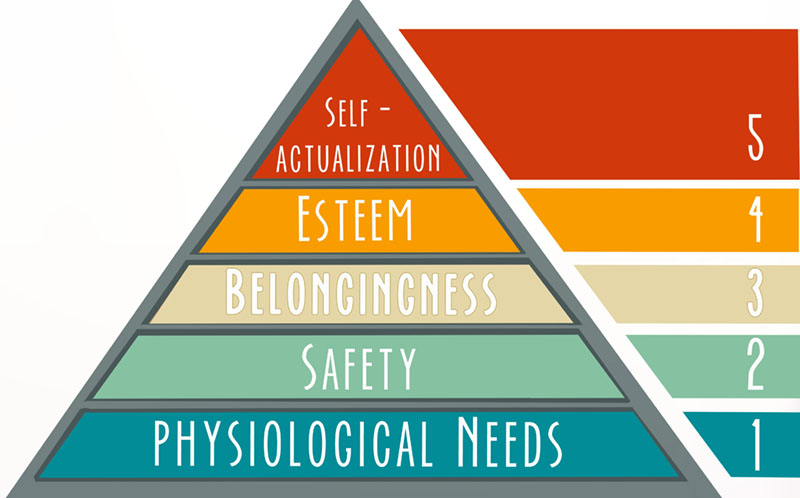 SELF -
ACTUALIZATION
5
ESTEEM
4
BELONGINGNESS
3
SAFETY
2
PHYSIOLOGICAL NEEDS
1